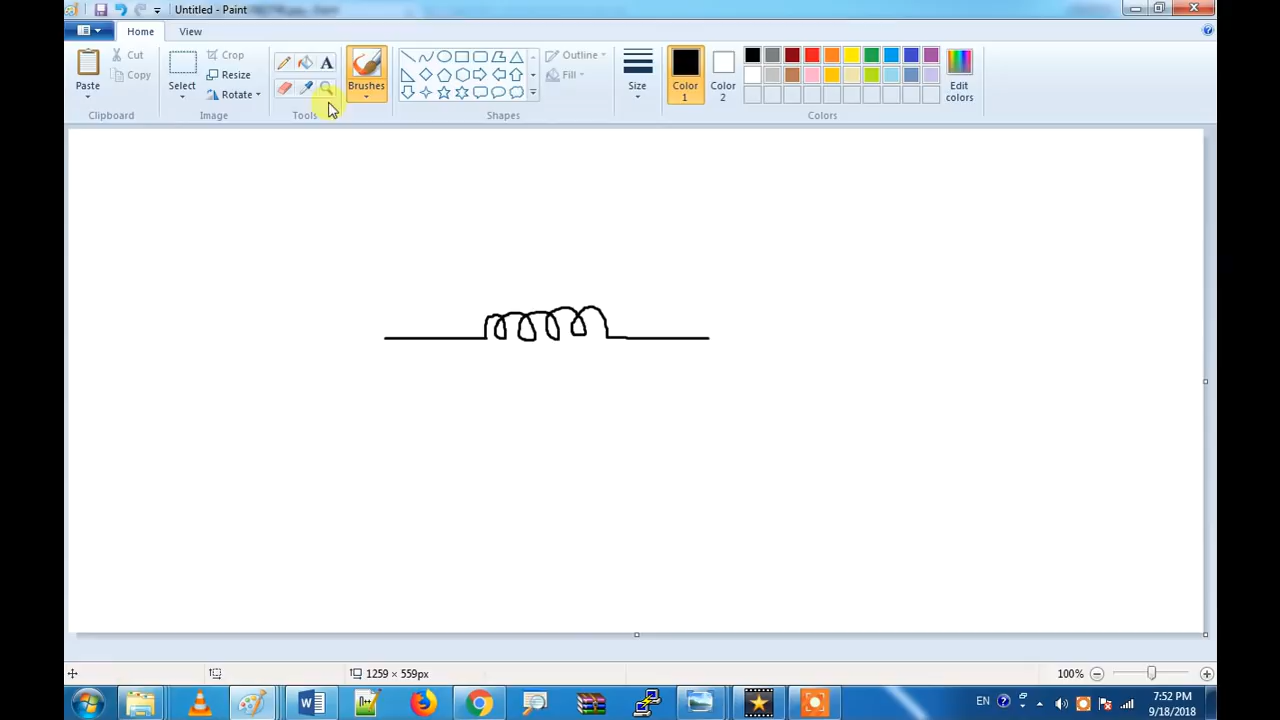 Untitled - Paint
Home View
Paste
Cut
Copy
Clipboard
Select
Crop
Resize
Rotate
Image
A
Tools
Brushes
Outline
Fill
Shapes
Size
Color 1
Color 2
Edit colors
Colors
1259 × 559px
100%
EN
7:52 PM
9/18/2018